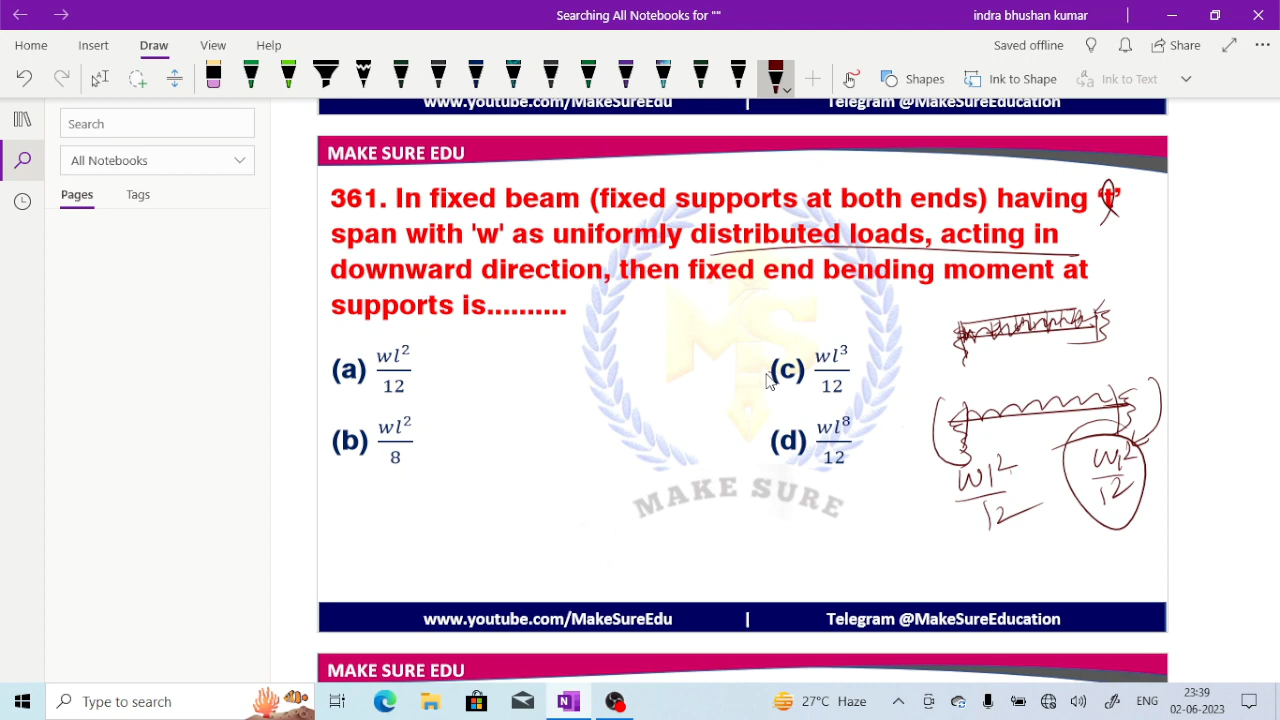 Searching All Notebooks for ""
indra bhushan kumar
Home Insert Draw View Help
Saved offline
Share
Shapes
Ink to Shape
Ink to Text
Search
All Notebooks
Pages Tags
www.youtube.com/MakeSureEdu | Telegram @MakeSureEducation
MAKE SURE EDU
361. In fixed beam (fixed supports at both ends) having 'l'
span with 'w' as uniformly distributed loads, acting in
downward direction, then fixed end bending moment at
supports is..........
(a) wl²/12
(c) wl³/12
(b) wl²/8
(d) wl⁸/12
wl²/12
wl²/12
MAKE SURE
www.youtube.com/MakeSureEdu | Telegram @MakeSureEducation
MAKE SURE EDU
Type to search
27°C Haze
ENG
23:39
02-06-2023